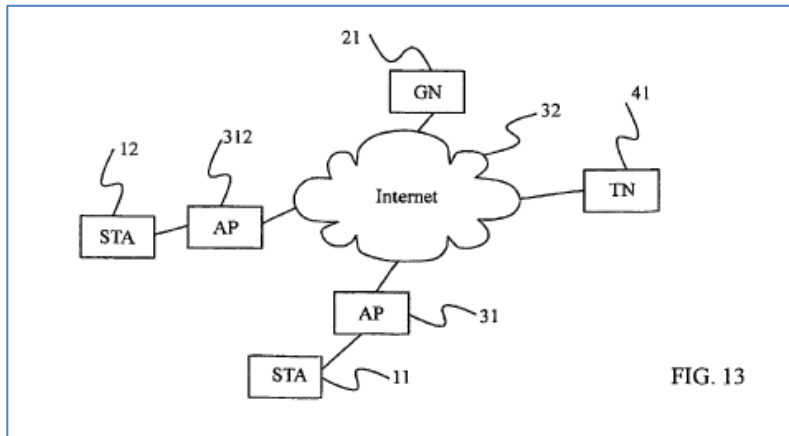 21
GN
41
32
12
312
Internet
TN
STA
AP
AP
31
STA
11
FIG. 13